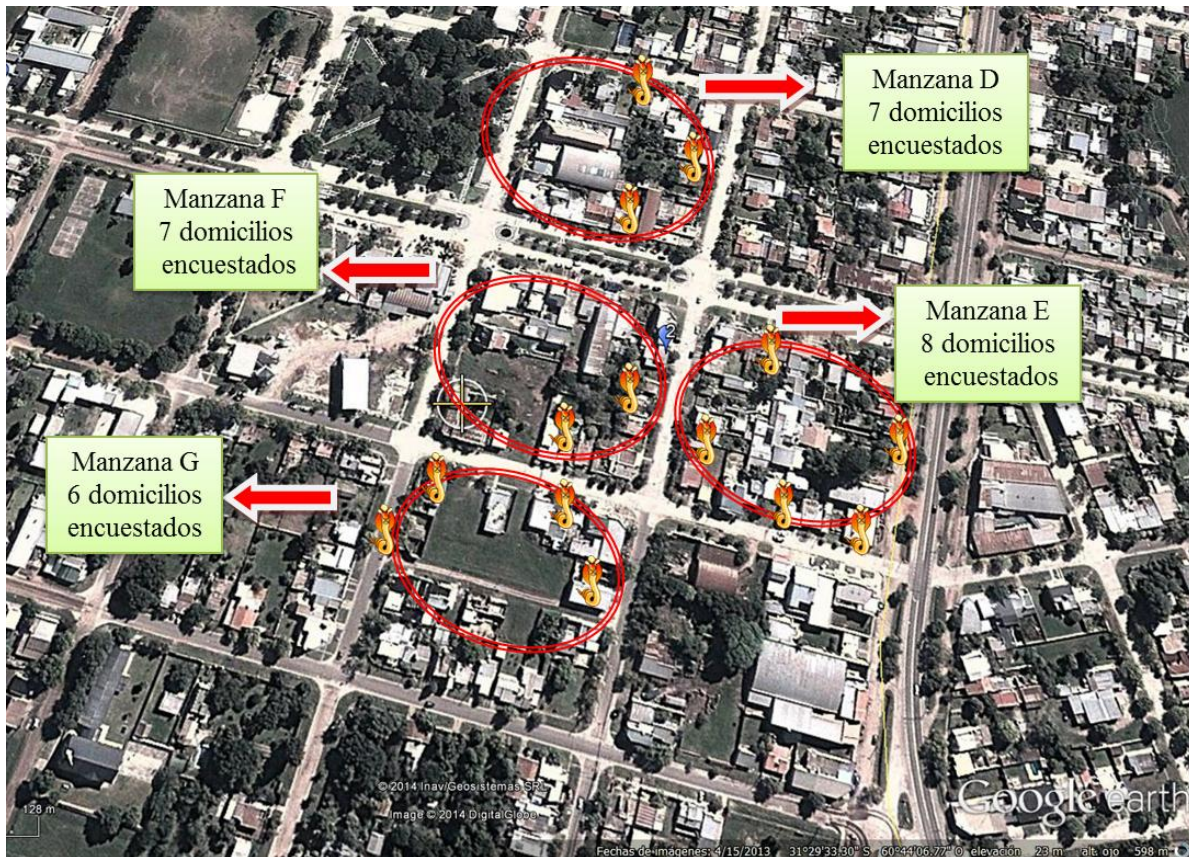 Manzana D
7 domicilios
encuestados
Manzana F
7 domicilios
encuestados
Manzana E
8 domicilios
encuestados
Manzana G
6 domicilios
encuestados
2
© 2014 Inav/Geosistemas SRL
Image © 2014 DigitalGlobe
Google earth
128 m
Fechas de imágenes: 4/15/2013 31°29'33.30" S 60°44'06.77" O elevación 23 m alt. ojo 598 m